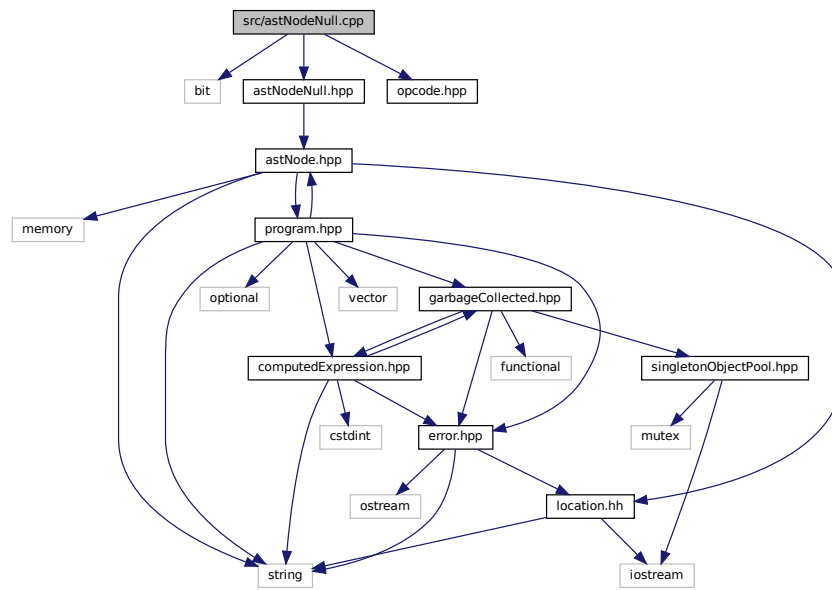 src/astNodeNull.cpp
bit
astNodeNull.hpp
opcode.hpp
astNode.hpp
memory
program.hpp
optional
vector
garbageCollected.hpp
computedExpression.hpp
functional
singletonObjectPool.hpp
cstdint
error.hpp
mutex
ostream
location.hh
string
iostream